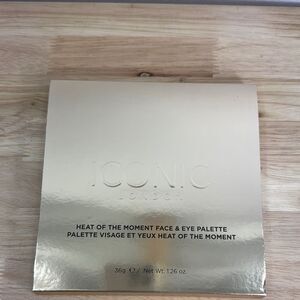 ICONIC
LONDON
HEAT OF THE MOMENT FACE & EYE PALETTE
PALETTE VISAGE ET YEUX HEAT OF THE MOMENT
36g ℮ / Net Wt. 1.26 oz.